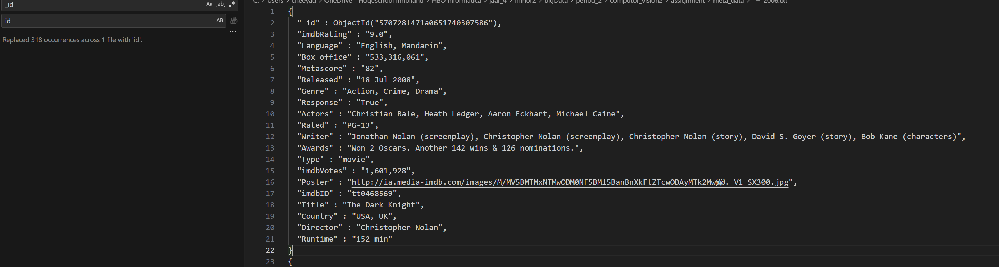 _id
Aa ab .*
id
AB
...
Replaced 318 occurrences across 1 file with 'id'.
C: > Users > cheeyau > OneDrive - Hogeschool Inholland > HBO Informatica > jaar_4 > minor2 > bigData > period_2 > computor_vision2 > assignment > meta_data > 2008.txt
1 {
2 "_id" : ObjectId("570728f471a0651740307586"),
3 "imdbRating" : "9.0",
4 "Language" : "English, Mandarin",
5 "Box_office" : "533,316,061",
6 "Metascore" : "82",
7 "Released" : "18 Jul 2008",
8 "Genre" : "Action, Crime, Drama",
9 "Response" : "True",
10 "Actors" : "Christian Bale, Heath Ledger, Aaron Eckhart, Michael Caine",
11 "Rated" : "PG-13",
12 "Writer" : "Jonathan Nolan (screenplay), Christopher Nolan (screenplay), Christopher Nolan (story), David S. Goyer (story), Bob Kane (characters)",
13 "Awards" : "Won 2 Oscars. Another 142 wins & 126 nominations.",
14 "Type" : "movie",
15 "imdbVotes" : "1,601,928",
16 "Poster" : "http://ia.media-imdb.com/images/M/MV5BMTMxNTMwODM0NF5BMl5BanBnXkFtZTcwODAyMTk2Mw@@._V1_SX300.jpg",
17 "imdbID" : "tt0468569",
18 "Title" : "The Dark Knight",
19 "Country" : "USA, UK",
20 "Director" : "Christopher Nolan",
21 "Runtime" : "152 min"
22 }
23 {